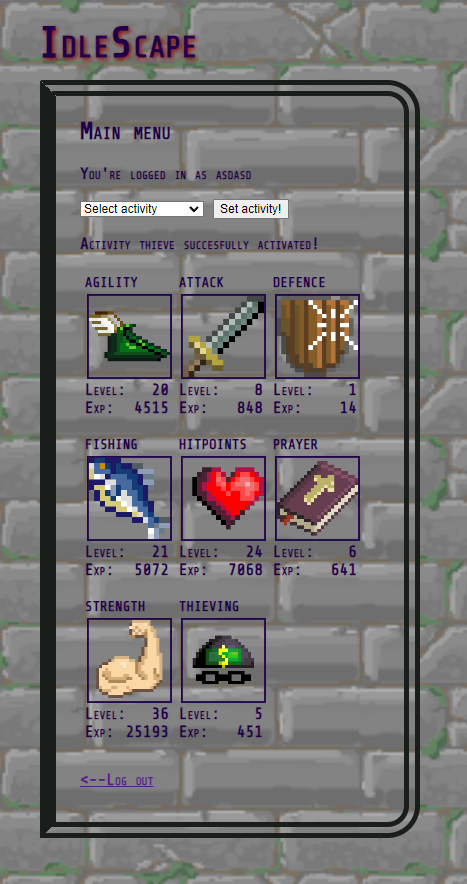 IdleScape
Main menu
You're logged in as asdasd
Select activity Set activity!
Activity thieve succesfully activated!
AGILITY ATTACK DEFENCE
Level: 20 Level: 8 Level: 1
Exp: 4515 Exp: 848 Exp: 14
FISHING HITPOINTS PRAYER
Level: 21 Level: 24 Level: 6
Exp: 5072 Exp: 7068 Exp: 641
STRENGTH THIEVING
$
Level: 36 Level: 5
Exp: 25193 Exp: 451
<--Log out